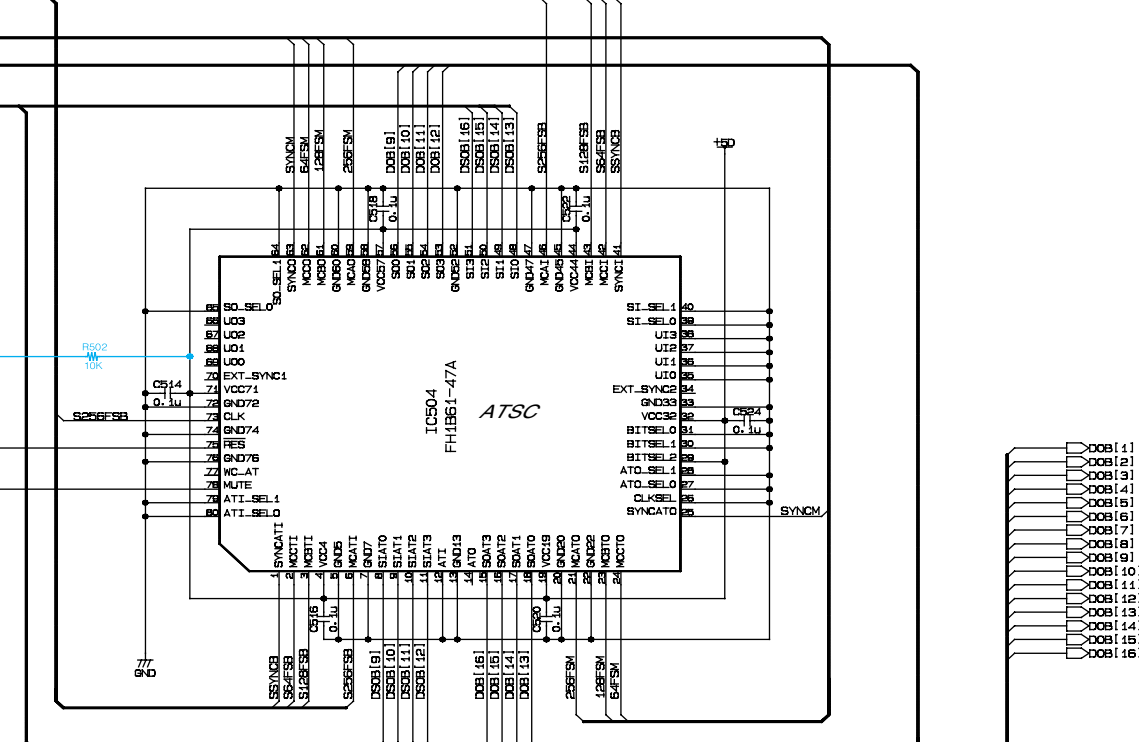 SYNCM
64FSM
128FSM
256FSM
DOB[9]
DOB[10]
DOB[11]
DOB[12]
DSOB[16]
DSOB[15]
DSOB[14]
DSOB[13]
S256FSB
S128FSB
S64FSB
SSYNCB
+5D
C518
0.1u
C522
0.1u
64 63 62 61 60 59 58 57 56 55 54 53 52 51 50 49 48 47 46 45 44 43 42 41
SO_SEL1
SYNCO
MCCO
MCBO
GND60
MCAO
GND58
VCC57
SO0
SO1
SO2
SO3
GND52
SI3
SI2
SI1
SI0
GND47
MCAI
GND45
VCC44
MCBI
MCCI
SYNCI
65 SO_SEL0
66 UO3
67 UO2
68 UO1
69 UO0
70 EXT_SYNC1
71 VCC71
72 GND72
73 CLK
74 GND74
75 RES
76 GND76
77 WC_AT
78 MUTE
79 ATI_SEL1
80 ATI_SEL0
R502
10K
C514
0.1u
S256FSB
IC504
FH1B61-47A
ATSC
SI_SEL1 40
SI_SEL0 39
UI3 38
UI2 37
UI1 36
UI0 35
EXT_SYNC2 34
GND33 33
VCC32 32
BITSEL0 31
BITSEL1 30
BITSEL2 29
ATO_SEL1 28
ATO_SEL0 27
CLKSEL 26
SYNCATO 25
C524
0.1u
SYNCM
SYNCATI
MCCTI
MCBTI
VCC4
GND5
MCATI
GND7
SIAT0
SIAT1
SIAT2
SIAT3
ATI
GND13
ATO
SOAT3
SOAT2
SOAT1
SOAT0
VCC19
GND20
MCATO
GND22
MCBTO
MCCTO
1 2 3 4 5 6 7 8 9 10 11 12 13 14 15 16 17 18 19 20 21 22 23 24
C516
0.1u
C520
0.1u
GND
SSYNCB
S64FSB
S128FSB
S256FSB
DSOB[9]
DSOB[10]
DSOB[11]
DSOB[12]
DOB[16]
DOB[15]
DOB[14]
DOB[13]
256FSM
128FSM
64FSM
DOB[1]
DOB[2]
DOB[3]
DOB[4]
DOB[5]
DOB[6]
DOB[7]
DOB[8]
DOB[9]
DOB[10]
DOB[11]
DOB[12]
DOB[13]
DOB[14]
DOB[15]
DOB[16]